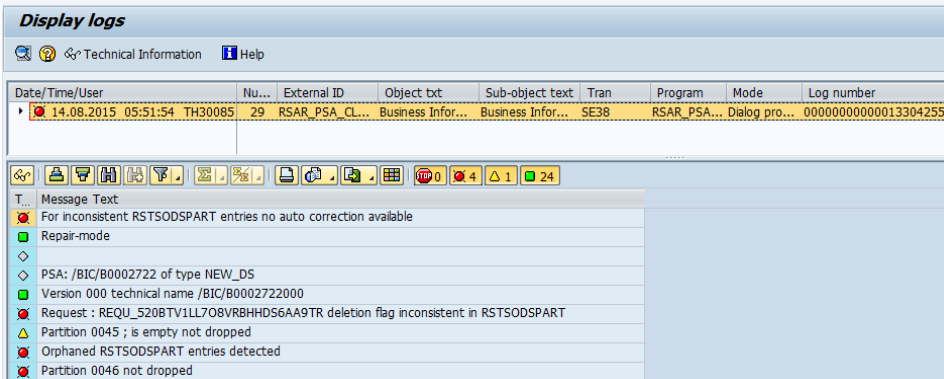 Display logs
Technical Information Help
Date/Time/User Nu... External ID Object txt Sub-object text Tran Program Mode Log number
14.08.2015 05:51:54 TH30085 29 RSAR_PSA_CL... Business Infor... Business Infor... SE38 RSAR_PSA... Dialog pro... 00000000000013304255
STOP 0 4 1 24
T... Message Text
For inconsistent RSTSODSPART entries no auto correction available
Repair-mode
PSA: /BIC/B0002722 of type NEW_DS
Version 000 technical name /BIC/B0002722000
Request : REQU_520BTV1LL7O8VRBHHDS6AA9TR deletion flag inconsistent in RSTSODSPART
Partition 0045 ; is empty not dropped
Orphaned RSTSODSPART entries detected
Partition 0046 not dropped